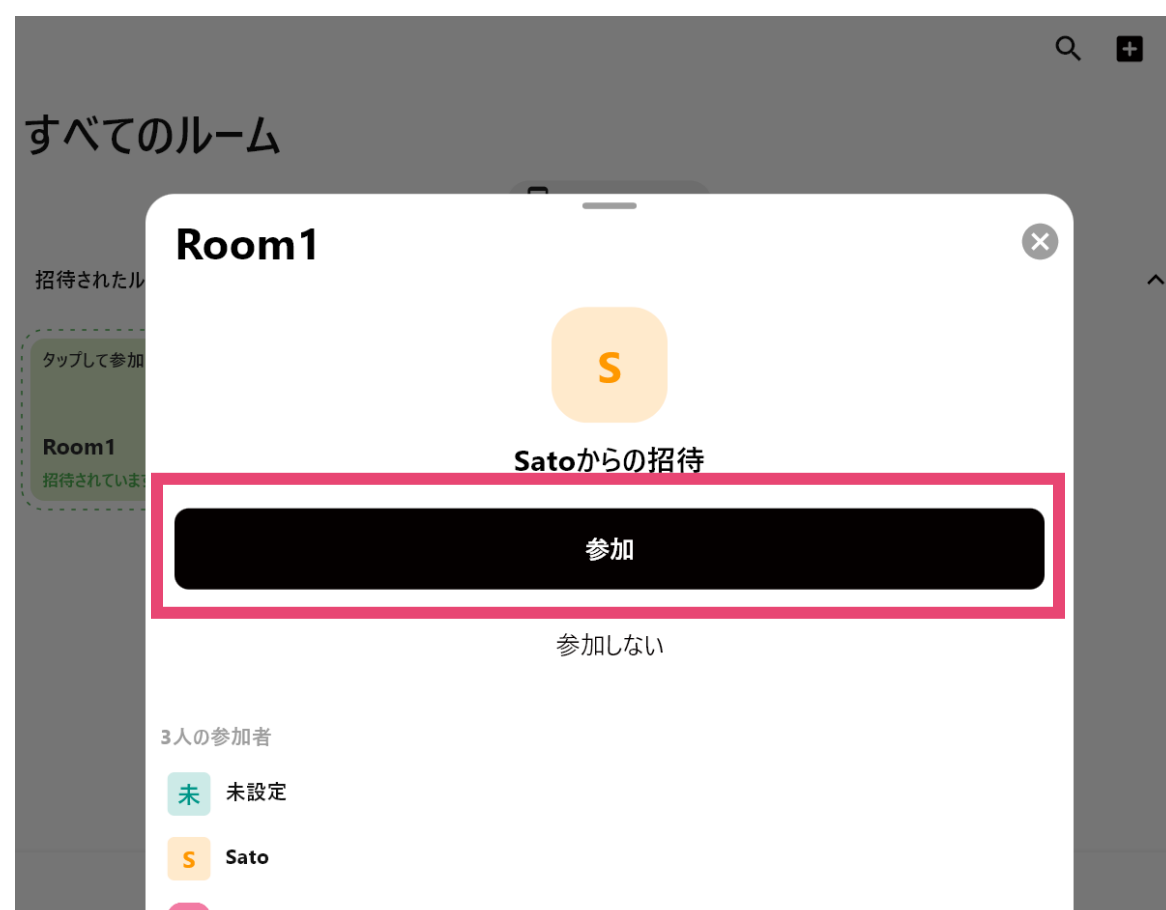 すべてのルーム
Room1
招待されたル
タップして参加
S
Room1
Satoからの招待
招待されていま
参加
参加しない
3人の参加者
未 未設定
S Sato